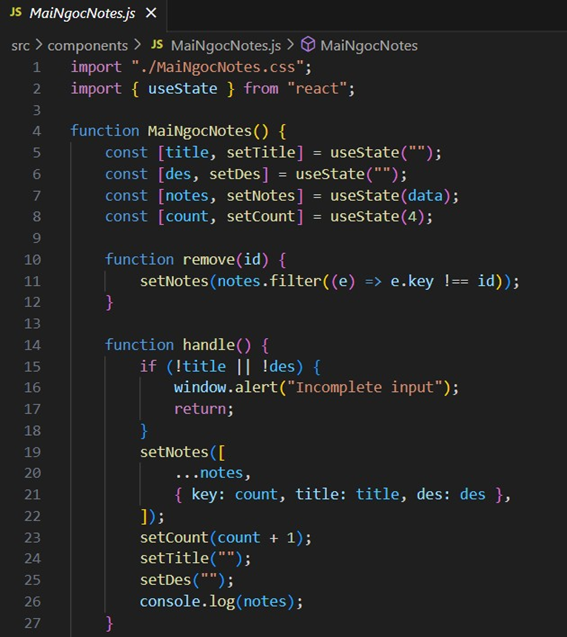 JS MaiNgocNotes.js ×
src > components > JS MaiNgocNotes.js > MaiNgocNotes
1 import "./MaiNgocNotes.css";
2 import { useState } from "react";
3
4 function MaiNgocNotes() {
5     const [title, setTitle] = useState("");
6     const [des, setDes] = useState("");
7     const [notes, setNotes] = useState(data);
8     const [count, setCount] = useState(4);
9
10     function remove(id) {
11         setNotes(notes.filter((e) => e.key !== id));
12     }
13
14     function handle() {
15         if (!title || !des) {
16             window.alert("Incomplete input");
17             return;
18         }
19         setNotes([
20             ...notes,
21             { key: count, title: title, des: des },
22         ]);
23         setCount(count + 1);
24         setTitle("");
25         setDes("");
26         console.log(notes);
27     }